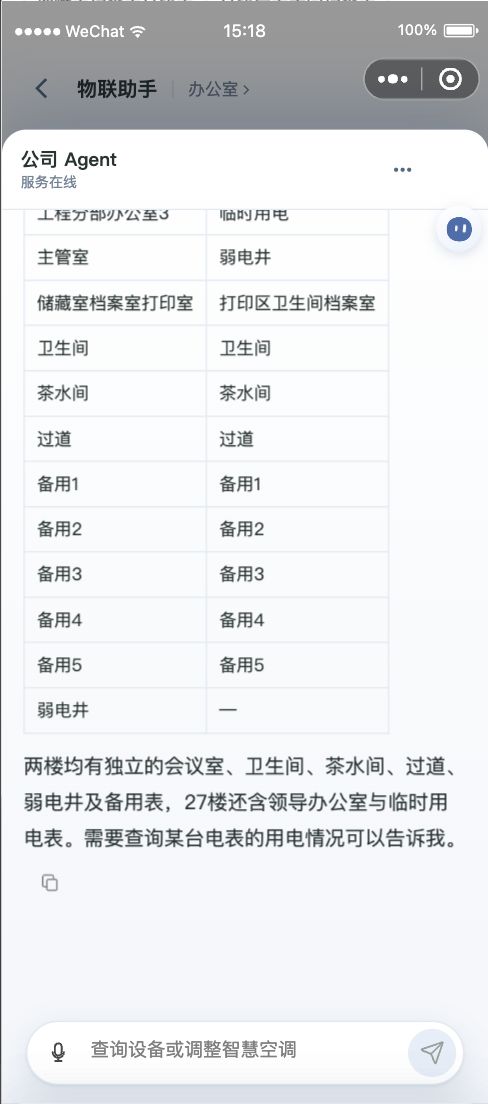 WeChat 15:18 100%
物联助手 办公室
公司 Agent
服务在线
工程分部办公室3 临时用电
主管室 弱电井
储藏室档案室打印室 打印区卫生间档案室
卫生间 卫生间
茶水间 茶水间
过道 过道
备用1 备用1
备用2 备用2
备用3 备用3
备用4 备用4
备用5 备用5
弱电井 —
两楼均有独立的会议室、卫生间、茶水间、过道、
弱电井及备用表，27楼还含领导办公室与临时用
电表。需要查询某台电表的用电情况可以告诉我。
查询设备或调整智慧空调